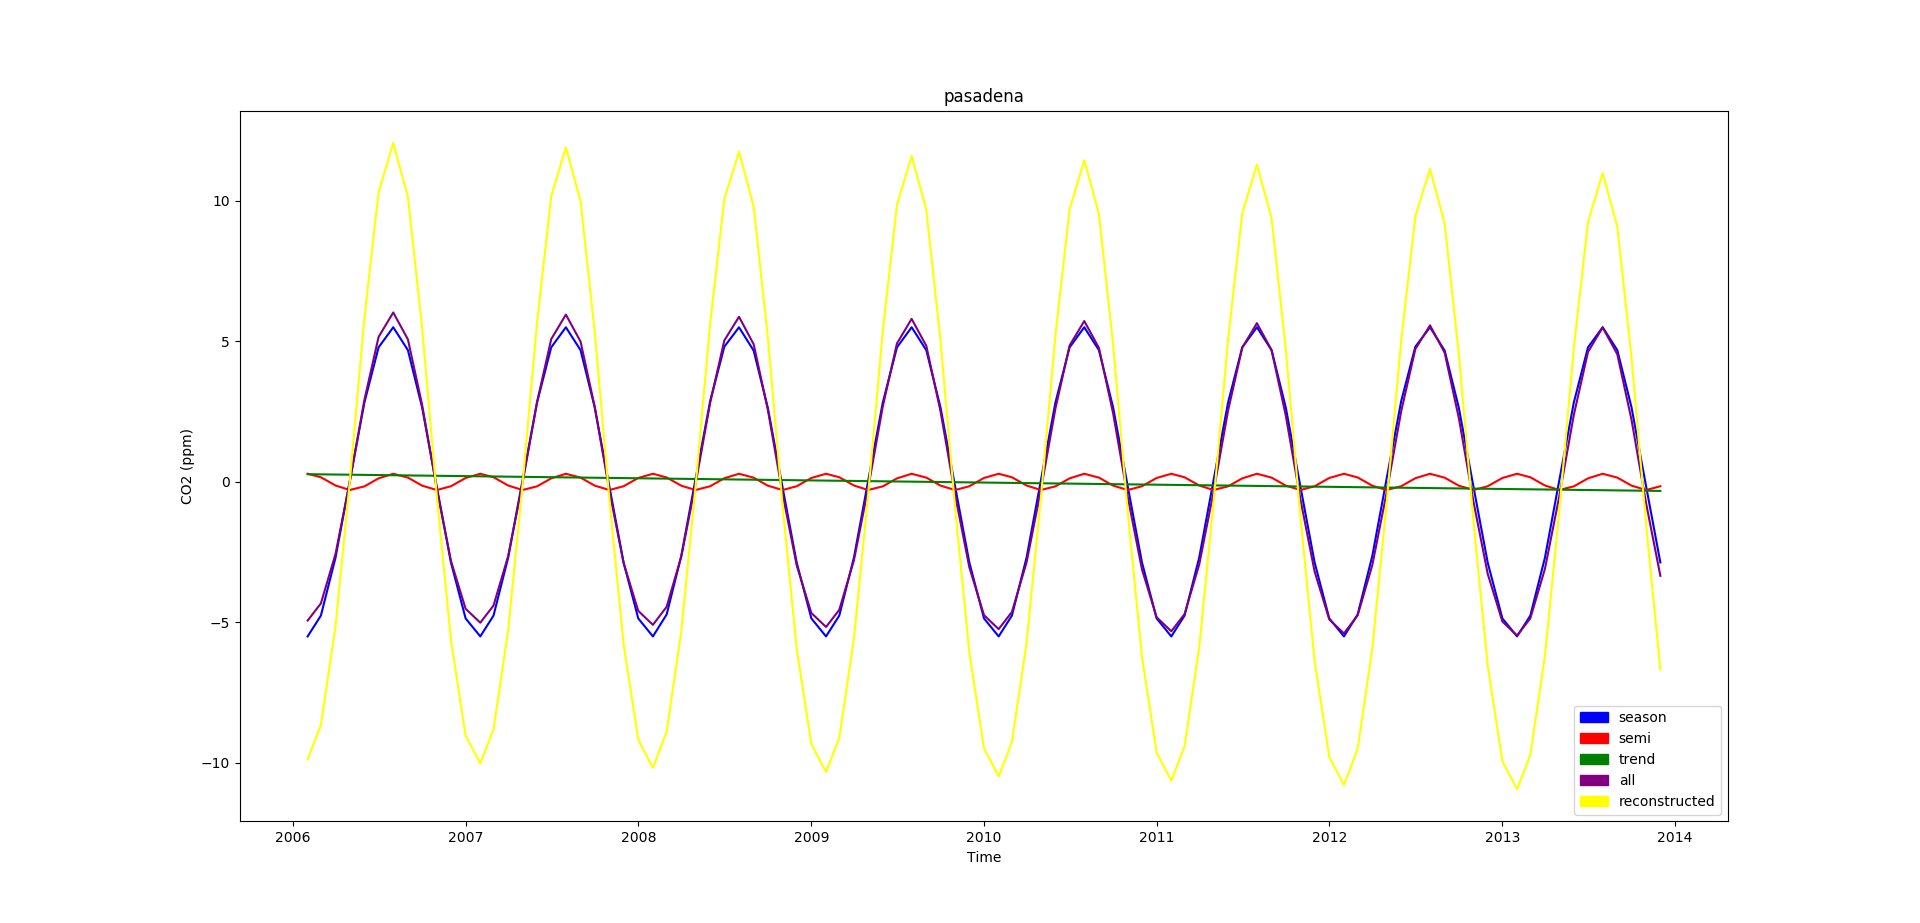 pasadena
CO2 (ppm)
10
5
0
−5
−10
2006 2007 2008 2009 2010 2011 2012 2013 2014
Time
season
semi
trend
all
reconstructed